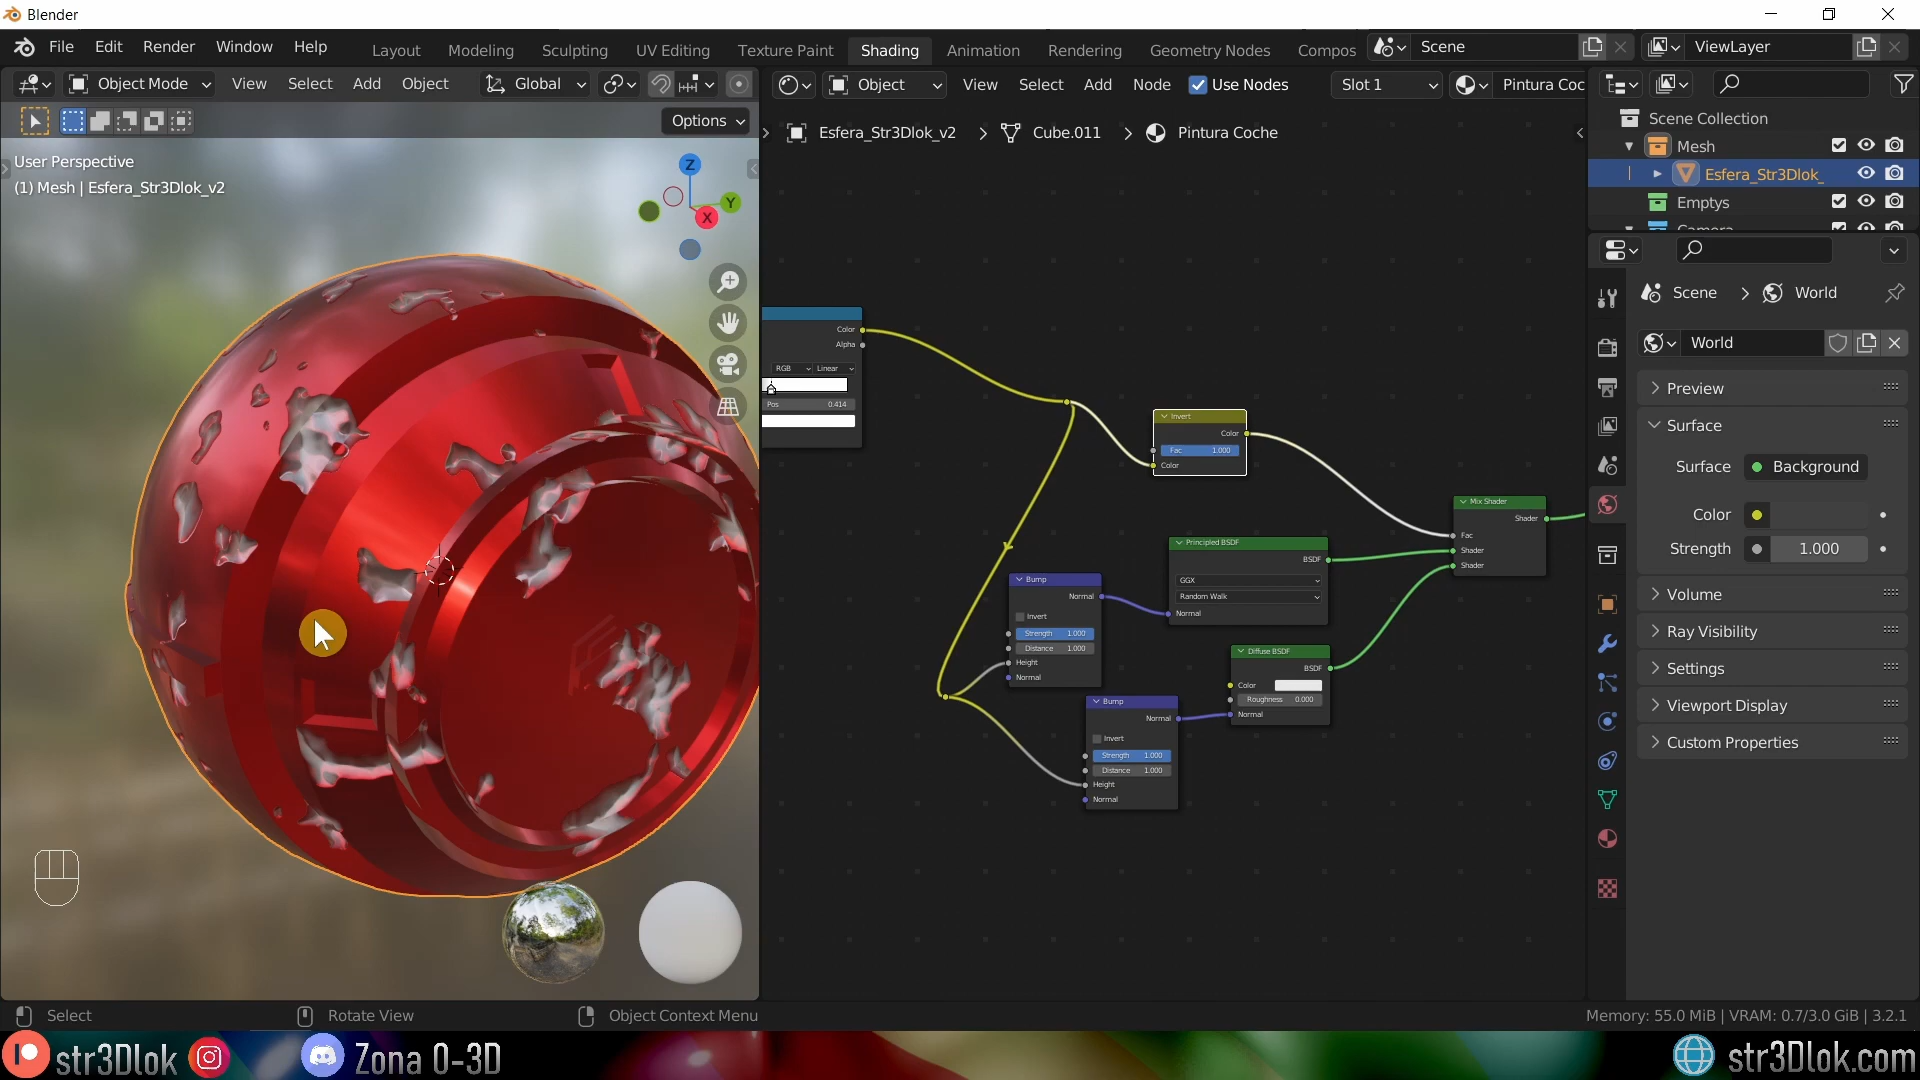 Blender
File Edit Render Window Help
Layout Modeling Sculpting UV Editing Texture Paint Shading Animation Rendering Geometry Nodes Compos
Scene
ViewLayer
Object Mode View Select Add Object Global
Object View Select Add Node Use Nodes Slot 1 Pintura Coc
Options
Esfera_Str3Dlok_v2 > Cube.011 > Pintura Coche
User Perspective
(1) Mesh | Esfera_Str3Dlok_v2
Z
Y
X
Color
Alpha
RGB Linear
Pos 0.414
Invert
Color
Fac 1.000
Color
Mix Shader
Shader
Fac
Shader
Shader
Principled BSDF
BSDF
GGX
Random Walk
Normal
Bump
Normal
Invert
Strength 1.000
Distance 1.000
Height
Normal
Diffuse BSDF
BSDF
Color
Roughness 0.000
Normal
Bump
Normal
Invert
Strength 1.000
Distance 1.000
Height
Normal
Scene Collection
Mesh
Esfera_Str3Dlok_
Emptys
Camera
Scene > World
World
Preview
Surface
Surface Background
Color
Strength 1.000
Volume
Ray Visibility
Settings
Viewport Display
Custom Properties
Select Rotate View Object Context Menu
Memory: 55.0 MiB | VRAM: 0.7/3.0 GiB | 3.2.1
str3Dlok Zona 0-3D str3Dlok.com